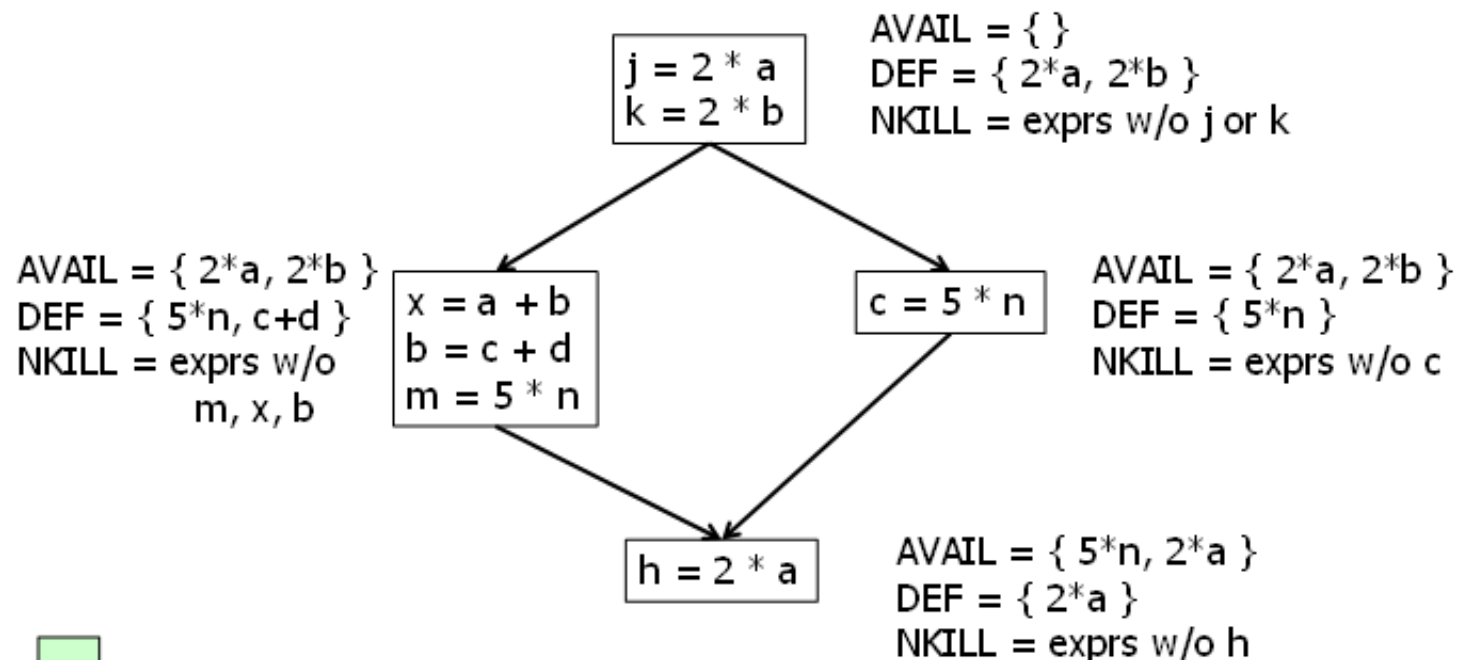 j = 2 * a
k = 2 * b
AVAIL = { }
DEF = { 2*a, 2*b }
NKILL = exprs w/o j or k
AVAIL = { 2*a, 2*b }
DEF = { 5*n, c+d }
NKILL = exprs w/o
m, x, b
x = a + b
b = c + d
m = 5 * n
c = 5 * n
AVAIL = { 2*a, 2*b }
DEF = { 5*n }
NKILL = exprs w/o c
h = 2 * a
AVAIL = { 5*n, 2*a }
DEF = { 2*a }
NKILL = exprs w/o h